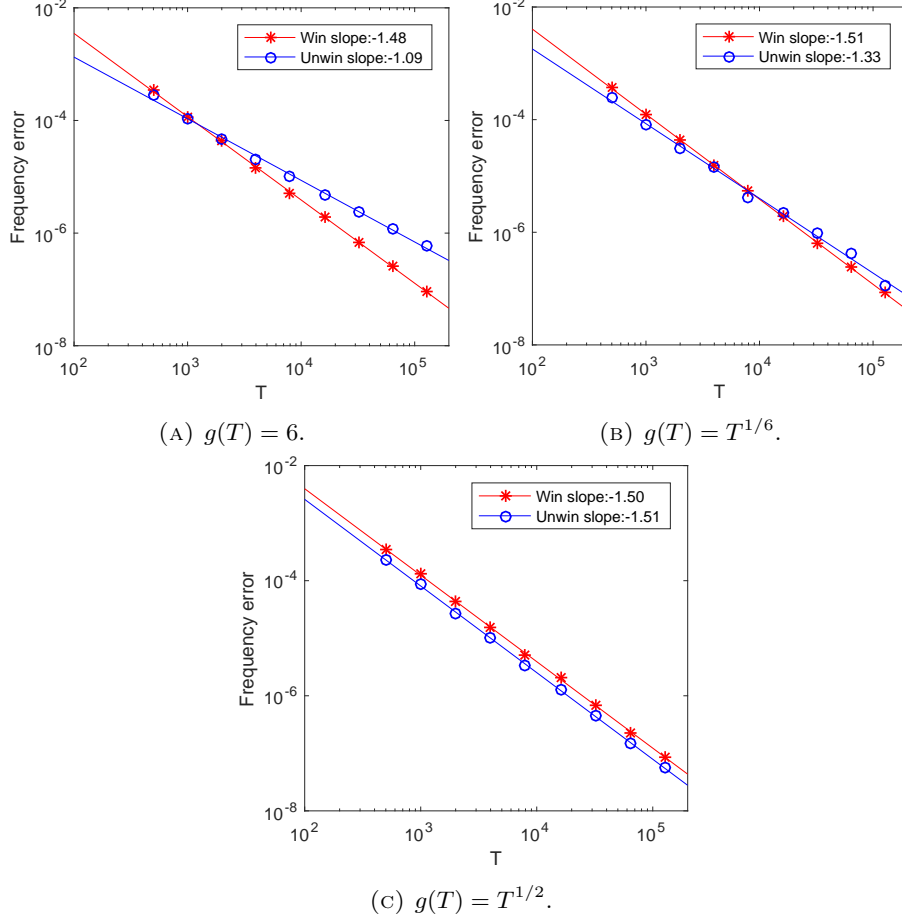 10^-2
Win slope:-1.48
Unwin slope:-1.09
10^-4
Frequency error
10^-6
10^-8
10^2 10^3 10^4 10^5
T
(A) g(T) = 6.
10^-2
Win slope:-1.51
Unwin slope:-1.33
10^-4
Frequency error
10^-6
10^-8
10^2 10^3 10^4 10^5
T
(B) g(T) = T^{1/6}.
10^-2
Win slope:-1.50
Unwin slope:-1.51
10^-4
Frequency error
10^-6
10^-8
10^2 10^3 10^4 10^5
T
(C) g(T) = T^{1/2}.